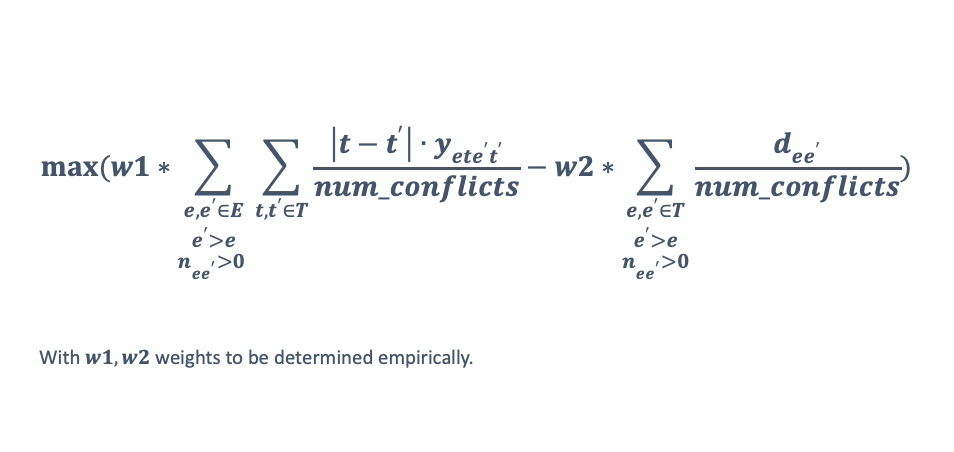 max(w1 * ∑ ∑ |t − t′| · y_ete′t′ / num_conflicts − w2 * ∑ d_ee′ / num_conflicts)
e,e′∈E t,t′∈T e,e′∈T
e′>e e′>e
n_ee′>0 n_ee′>0
With w1, w2 weights to be determined empirically.